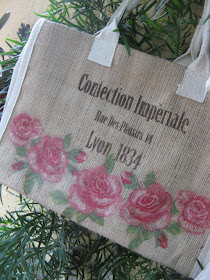 Confection Impériale
Rue Des Plaisirs 14
Lyon 1834